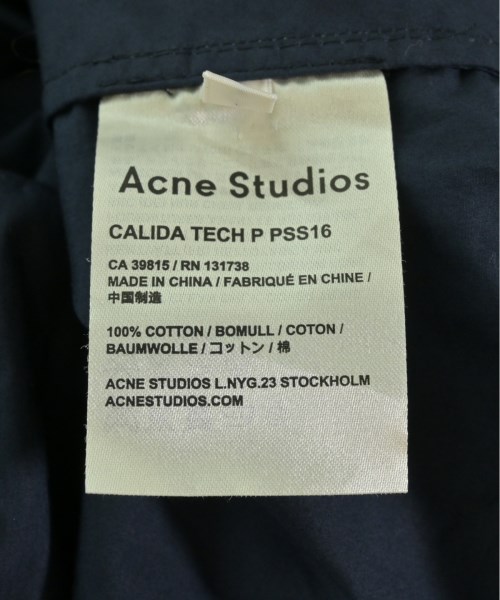 Acne Studios
CALIDA TECH P PSS16
CA 39815 / RN 131738
MADE IN CHINA / FABRIQUÉ EN CHINE /
中国制造
100% COTTON / BOMULL / COTON /
BAUMWOLLE / コットン / 棉
ACNE STUDIOS L.NYG.23 STOCKHOLM
ACNESTUDIOS.COM